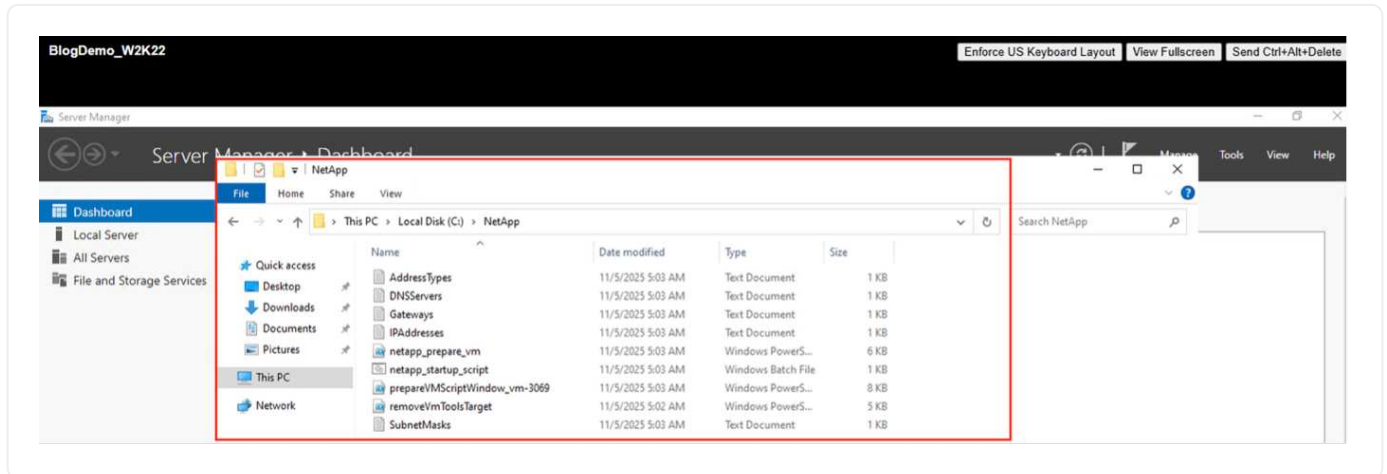 BlogDemo_W2K22
Enforce US Keyboard Layout View Fullscreen Send Ctrl+Alt+Delete
Server Manager
Server Manager › Dashboard
Manage Tools View Help
NetApp
File Home Share View
This PC › Local Disk (C:) › NetApp
Search NetApp
Dashboard
Local Server
All Servers
File and Storage Services
Quick access
Desktop
Downloads
Documents
Pictures
This PC
Network
Name Date modified Type Size
AddressTypes 11/5/2025 5:03 AM Text Document 1 KB
DNSServers 11/5/2025 5:03 AM Text Document 1 KB
Gateways 11/5/2025 5:03 AM Text Document 1 KB
IPAddresses 11/5/2025 5:03 AM Text Document 1 KB
netapp_prepare_vm 11/5/2025 5:03 AM Windows PowerS... 6 KB
netapp_startup_script 11/5/2025 5:03 AM Windows Batch File 1 KB
prepareVMScriptWindow_vm-3069 11/5/2025 5:03 AM Windows PowerS... 8 KB
removeVmToolsTarget 11/5/2025 5:02 AM Windows PowerS... 5 KB
SubnetMasks 11/5/2025 5:03 AM Text Document 1 KB